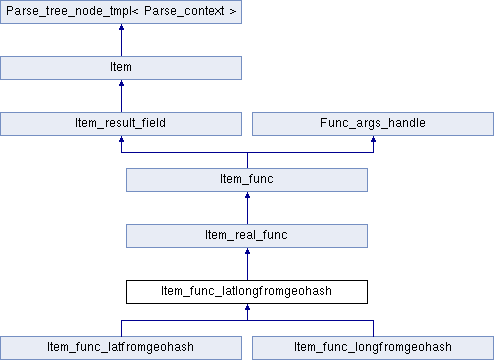 Parse_tree_node_tmpl< Parse_context >
Item
Item_result_field
Func_args_handle
Item_func
Item_real_func
Item_func_latlongfromgeohash
Item_func_latfromgeohash
Item_func_longfromgeohash